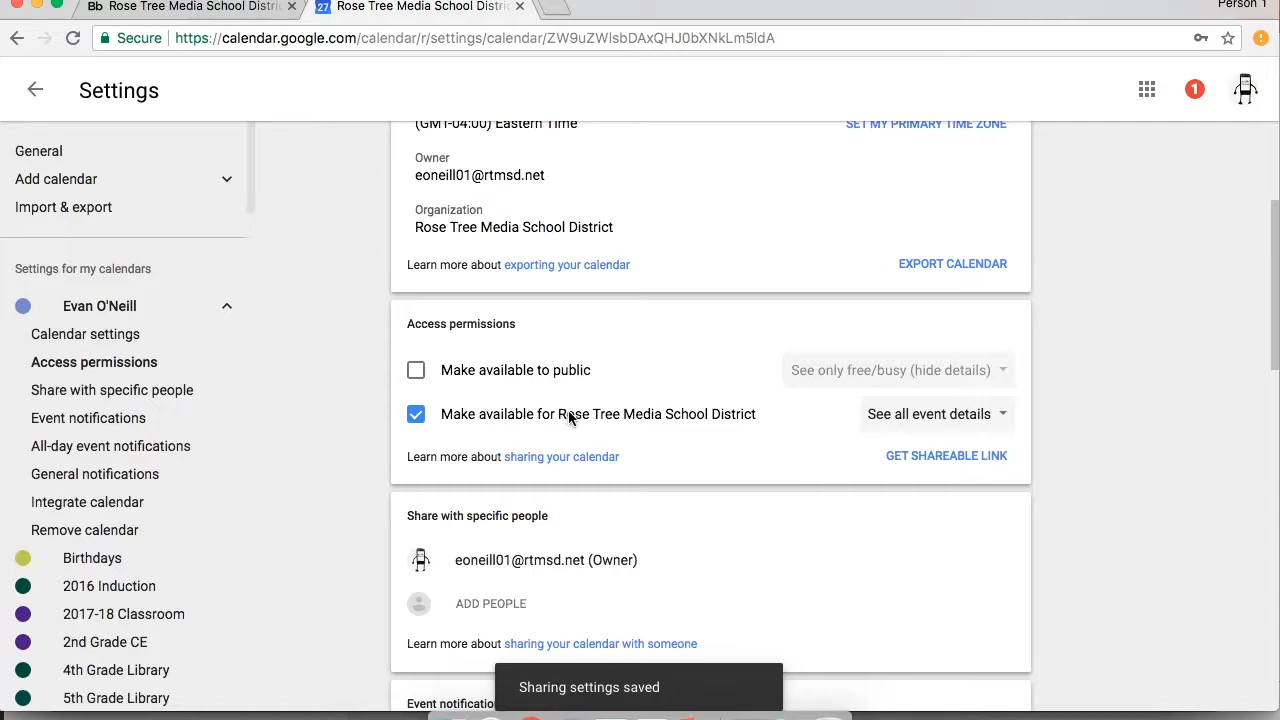 Bb Rose Tree Media School Distri
27 Rose Tree Media School Distri
Person 1
Secure https://calendar.google.com/calendar/r/settings/calendar/ZW9uZWlsbDAxQHJ0bXNkLm5ldA
Settings
1
General
Add calendar
Import & export
Settings for my calendars
Evan O'Neill
Calendar settings
Access permissions
Share with specific people
Event notifications
All-day event notifications
General notifications
Integrate calendar
Remove calendar
Birthdays
2016 Induction
2017-18 Classroom
2nd Grade CE
4th Grade Library
5th Grade Library
(GMT-04:00) Eastern Time
SET MY PRIMARY TIME ZONE
Owner
eoneill01@rtmsd.net
Organization
Rose Tree Media School District
Learn more about exporting your calendar
EXPORT CALENDAR
Access permissions
Make available to public
See only free/busy (hide details)
Make available for Rose Tree Media School District
See all event details
Learn more about sharing your calendar
GET SHAREABLE LINK
Share with specific people
eoneill01@rtmsd.net (Owner)
ADD PEOPLE
Learn more about sharing your calendar with someone
Event notificatio
Sharing settings saved